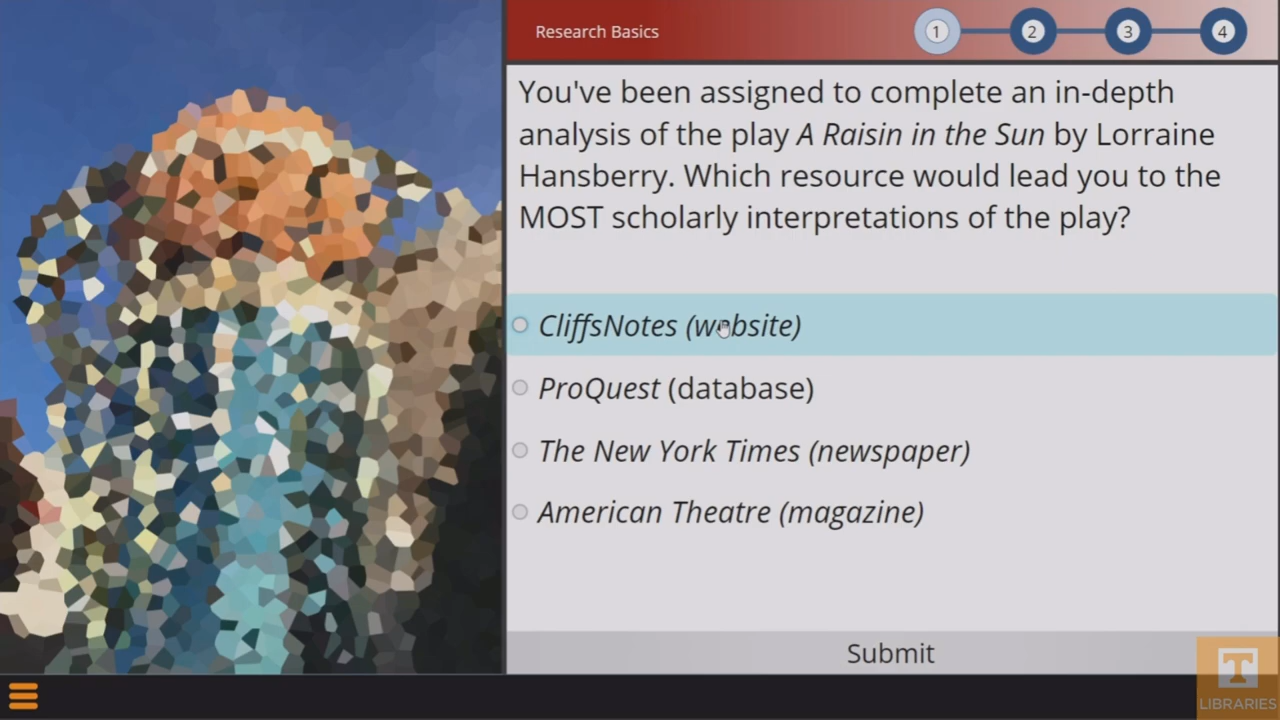 Research Basics
1 2 3 4
You've been assigned to complete an in-depth
analysis of the play A Raisin in the Sun by Lorraine
Hansberry. Which resource would lead you to the
MOST scholarly interpretations of the play?
CliffsNotes (website)
ProQuest (database)
The New York Times (newspaper)
American Theatre (magazine)
Submit
T
LIBRARIES